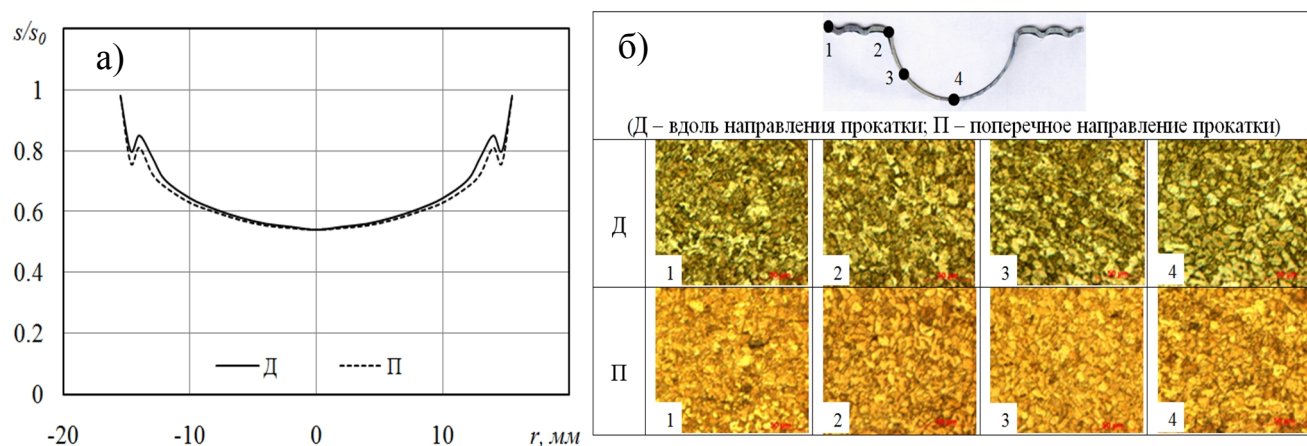 s/s0
а)
1
0.8
0.6
0.4
0.2
0
Д
П
-20
-10
0
10
r, мм
б)
1
2
3
4
(Д – вдоль направления прокатки; П – поперечное направление прокатки)
Д
1
2
3
4
П
1
2
3
4